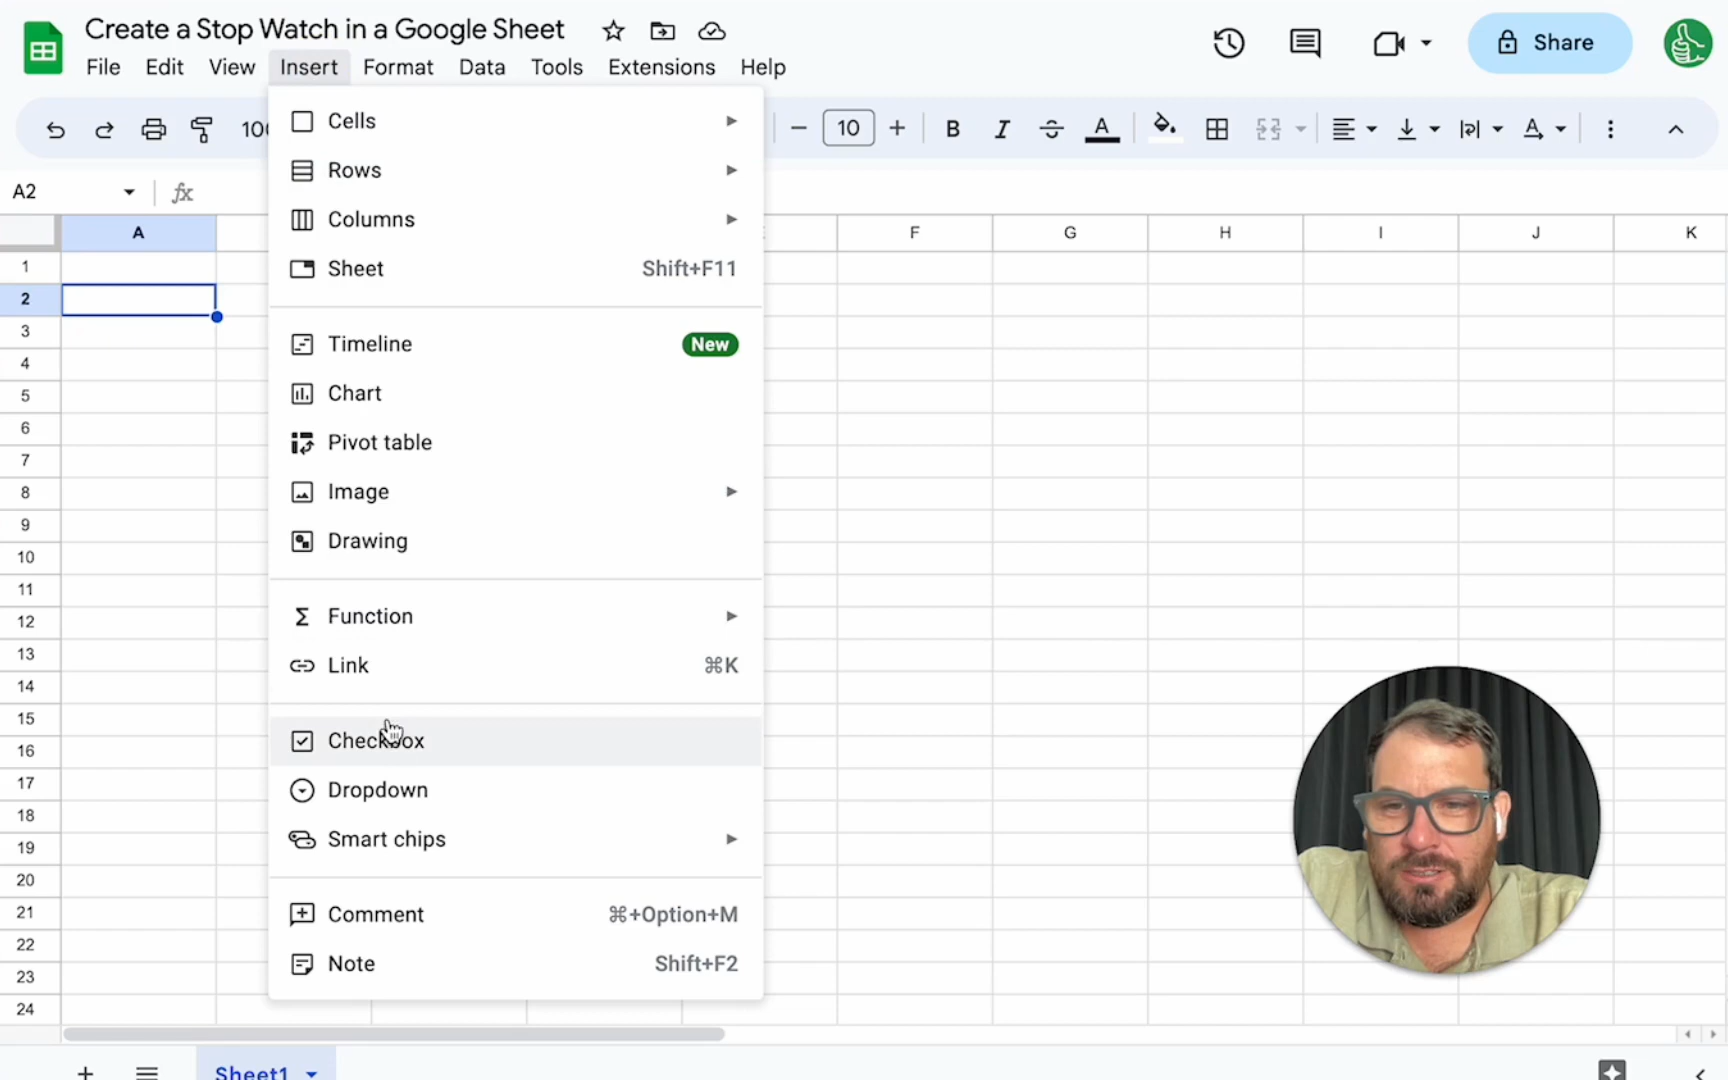 Create a Stop Watch in a Google Sheet
Share
File Edit View Insert Format Data Tools Extensions Help
10 B I A A
A2 fx
Cells
Rows
Columns
Sheet Shift+F11
Timeline New
Chart
Pivot table
Image
Drawing
Σ Function
Link ⌘K
Checkbox
Dropdown
Smart chips
Comment ⌘+Option+M
Note Shift+F2
A F G H I J K
1
2
3
4
5
6
7
8
9
10
11
12
13
14
15
16
17
18
19
20
21
22
23
24
Sheet1